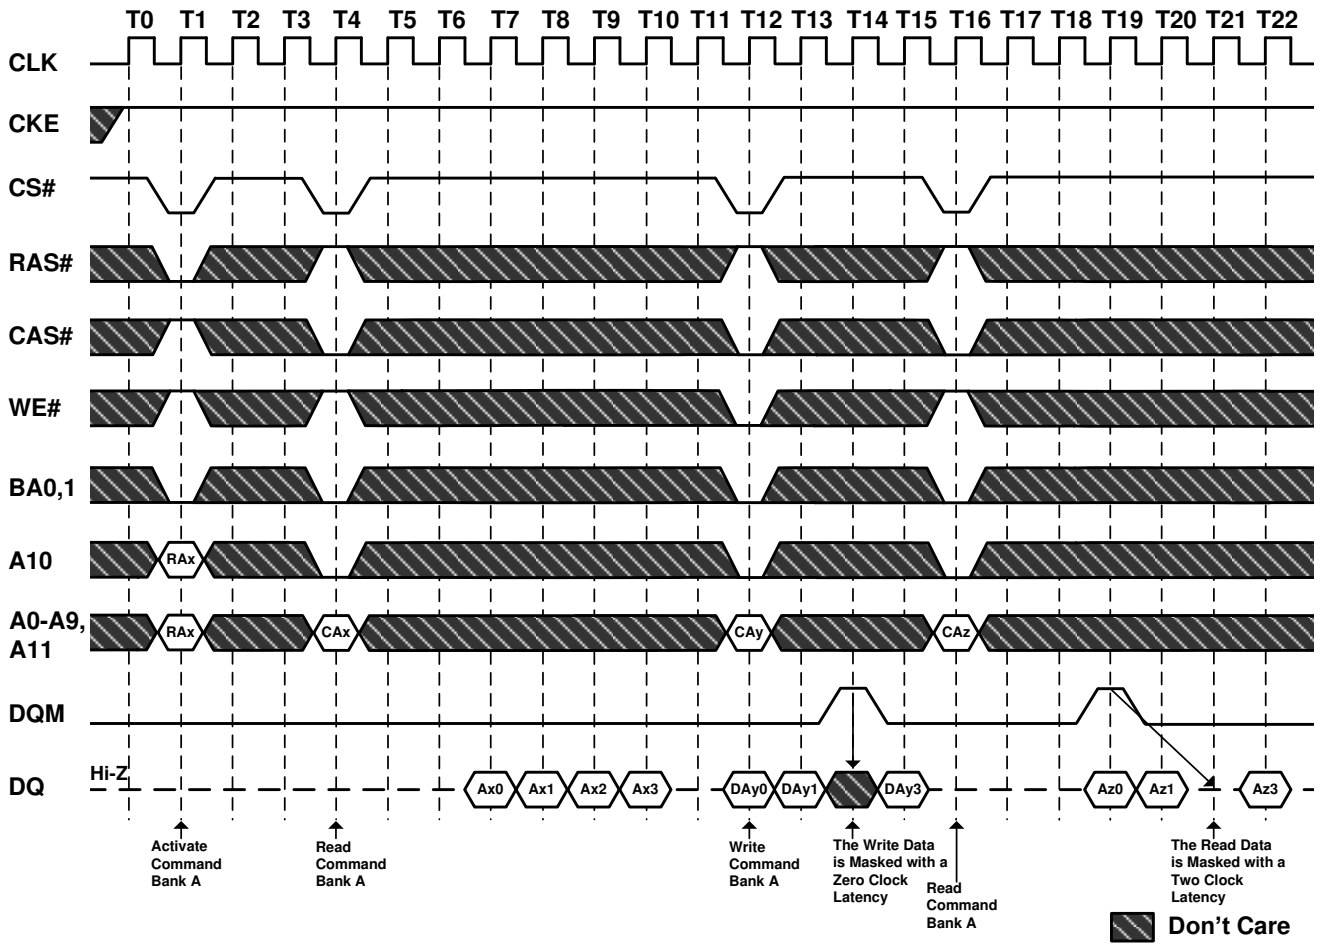 T0 T1 T2 T3 T4 T5 T6 T7 T8 T9 T10 T11 T12 T13 T14 T15 T16 T17 T18 T19 T20 T21 T22
CLK
CKE
CS#
RAS#
CAS#
WE#
BA0,1
A10 RAx
A0-A9,
A11
RAx CAx CAy CAz
DQM
Hi-Z
DQ Ax0 Ax1 Ax2 Ax3 DAy0 DAy1 DAy3 Az0 Az1 Az3
Activate
Command
Bank A
Read
Command
Bank A
Write
Command
Bank A
The Write Data
is Masked with a
Zero Clock
Latency
Read
Command
Bank A
The Read Data
is Masked with a
Two Clock
Latency
Don't Care